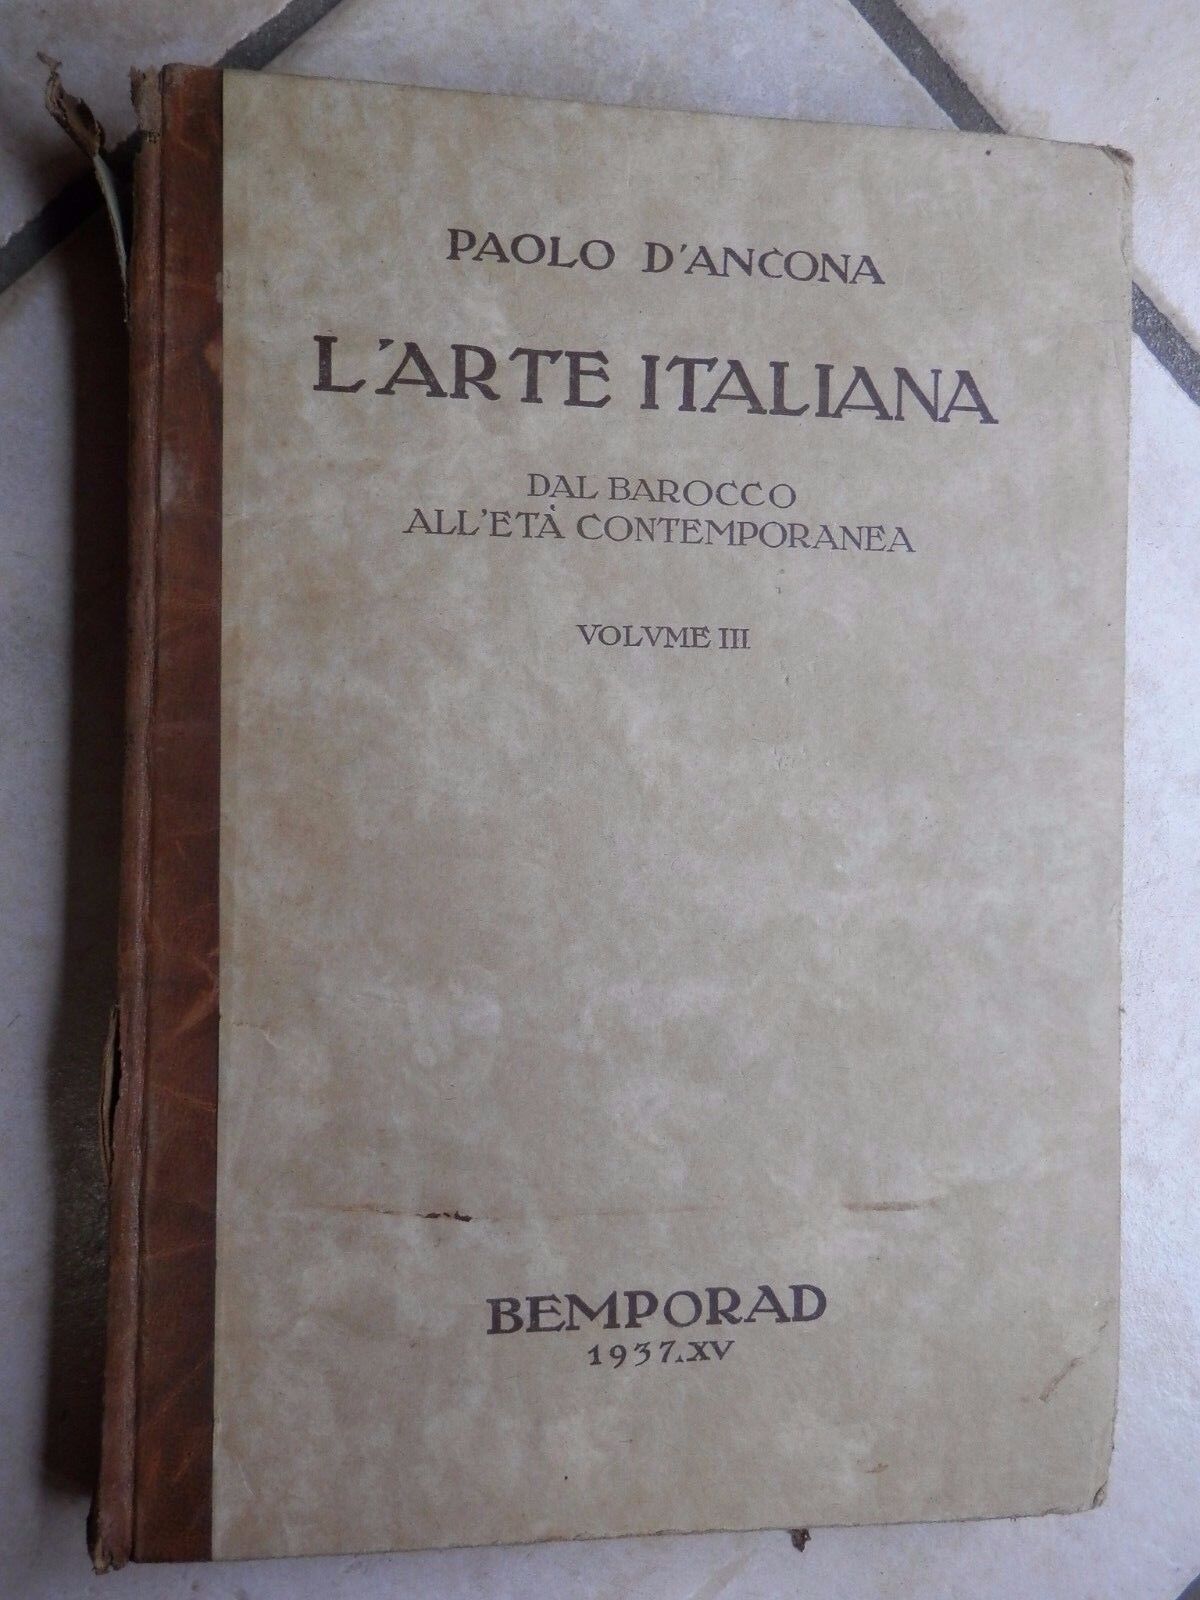 PAOLO D'ANCONA
L'ARTE ITALIANA
DAL BAROCCO
ALL'ETÀ CONTEMPORANEA
VOLVME III
BEMPORAD
1937.XV